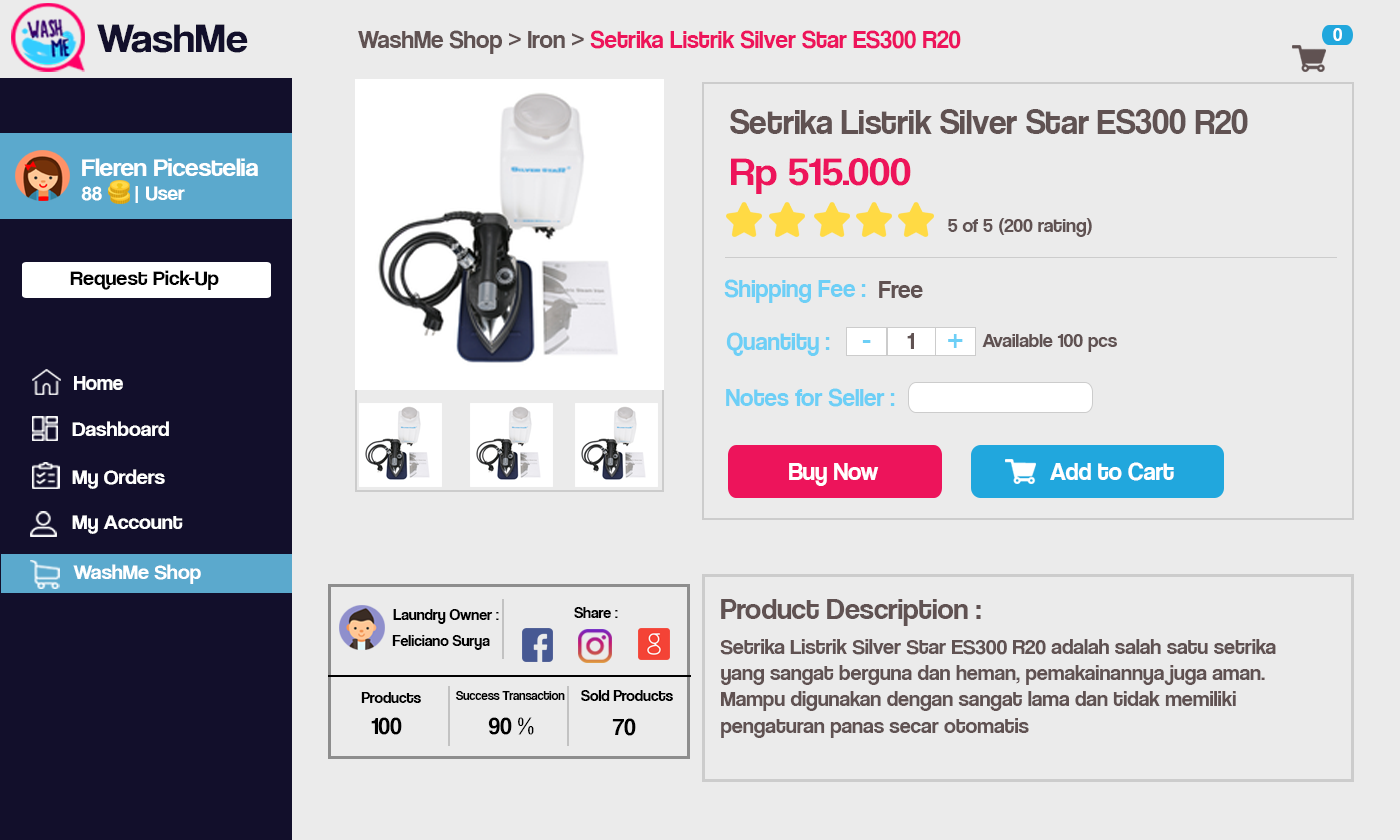 WASH ME
WashMe
WashMe Shop > Iron > Setrika Listrik Silver Star ES300 R20
0
Fleren Picestelia
88 | User
Request Pick-Up
Home
Dashboard
My Orders
My Account
WashMe Shop
SILVER STAR
Setrika Listrik Silver Star ES300 R20
Rp 515.000
5 of 5 (200 rating)
Shipping Fee : Free
Quantity : - 1 + Available 100 pcs
Notes for Seller :
Buy Now
Add to Cart
Laundry Owner :
Feliciano Surya
Share :
Products
100
Success Transaction
90 %
Sold Products
70
Product Description :
Setrika Listrik Silver Star ES300 R20 adalah salah satu setrika
yang sangat berguna dan heman, pemakainannya juga aman.
Mampu digunakan dengan sangat lama dan tidak memiliki
pengaturan panas secar otomatis